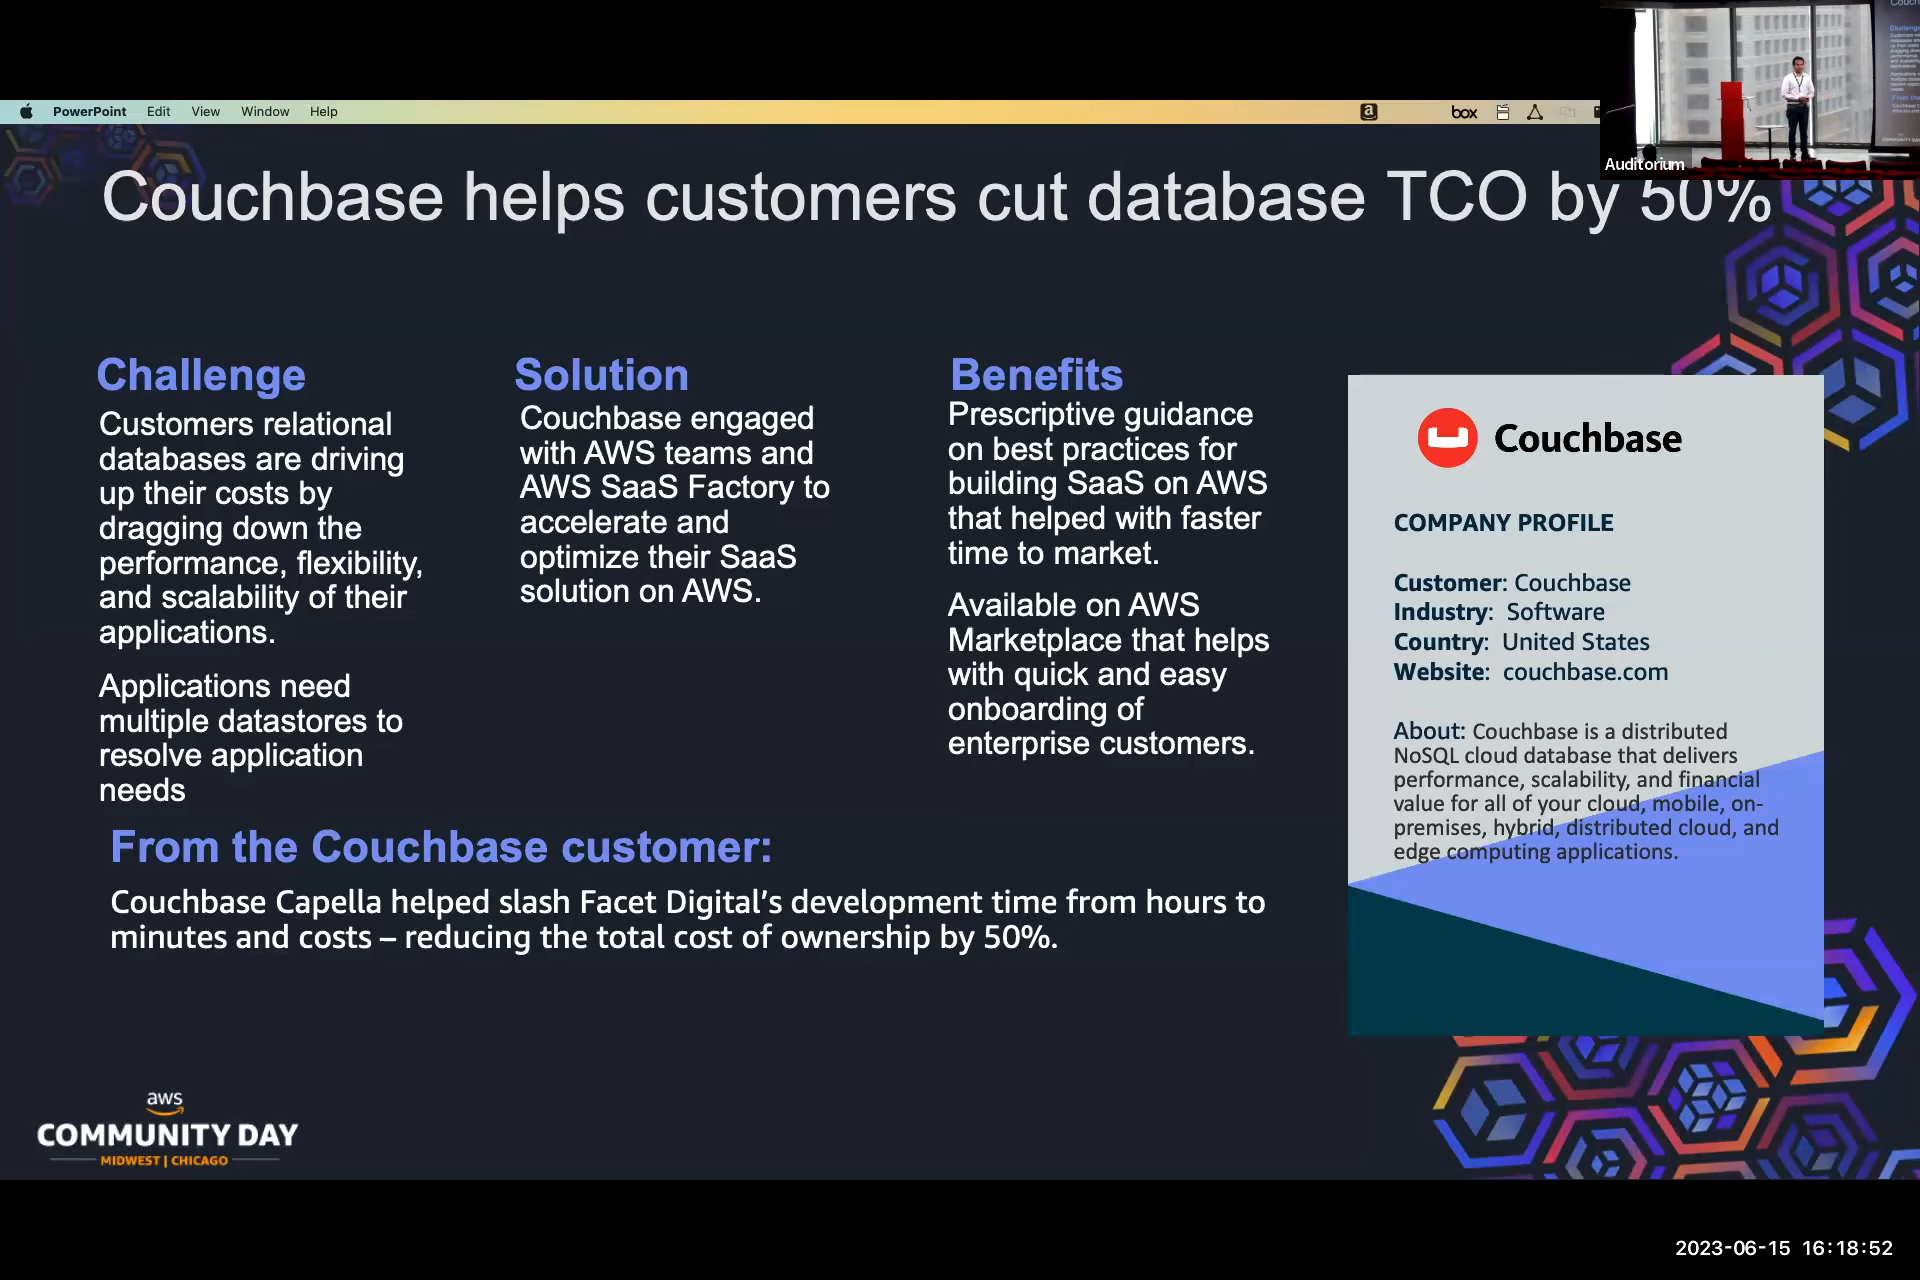 PowerPoint Edit View Window Help
box
Auditorium
Couchbase helps customers cut database TCO by 50%
Challenge
Customers relational
databases are driving
up their costs by
dragging down the
performance, flexibility,
and scalability of their
applications.
Applications need
multiple datastores to
resolve application
needs
Solution
Couchbase engaged
with AWS teams and
AWS SaaS Factory to
accelerate and
optimize their SaaS
solution on AWS.
Benefits
Prescriptive guidance
on best practices for
building SaaS on AWS
that helped with faster
time to market.
Available on AWS
Marketplace that helps
with quick and easy
onboarding of
enterprise customers.
From the Couchbase customer:
Couchbase Capella helped slash Facet Digital’s development time from hours to
minutes and costs – reducing the total cost of ownership by 50%.
Couchbase
COMPANY PROFILE
Customer: Couchbase
Industry: Software
Country: United States
Website: couchbase.com
About: Couchbase is a distributed
NoSQL cloud database that delivers
performance, scalability, and financial
value for all of your cloud, mobile, on-
premises, hybrid, distributed cloud, and
edge computing applications.
aws
COMMUNITY DAY
MIDWEST | CHICAGO
2023-06-15 16:18:52